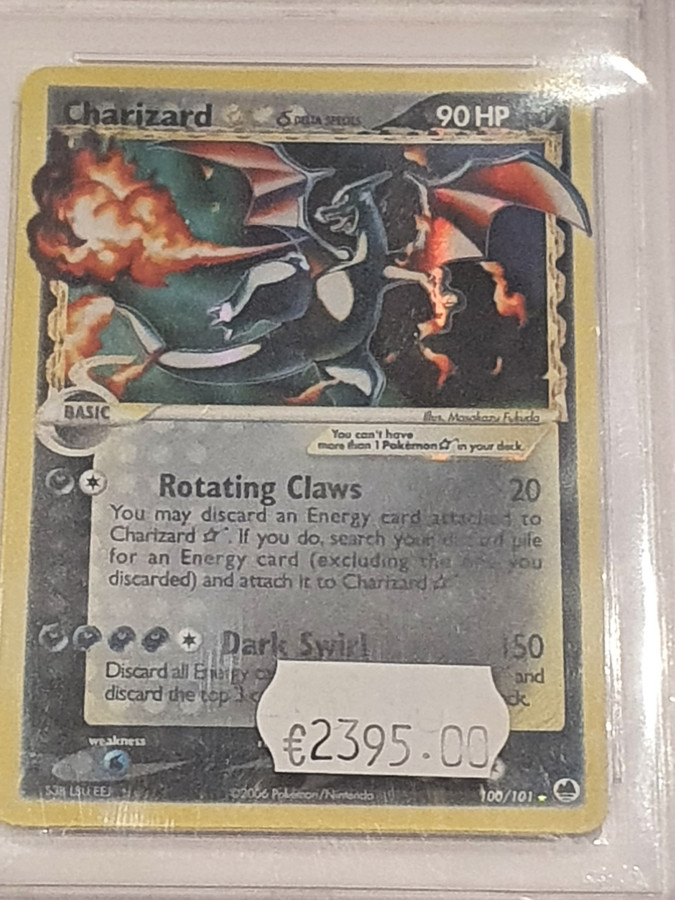 Charizard δ DELTA SPECIES 90 HP
BASIC
Illus. Masakazu Fukuda
You can't have
more than 1 Pokémon ☆ in your deck.
Rotating Claws 20
You may discard an Energy card attached to
Charizard ☆. If you do, search your discard pile
for an Energy card (excluding the one you
discarded) and attach it to Charizard ☆.
Dark Swirl 150
Discard all Energy and
discard the top 3
€2395.00
weakness
©2006 Pokémon/Nintendo
100/101